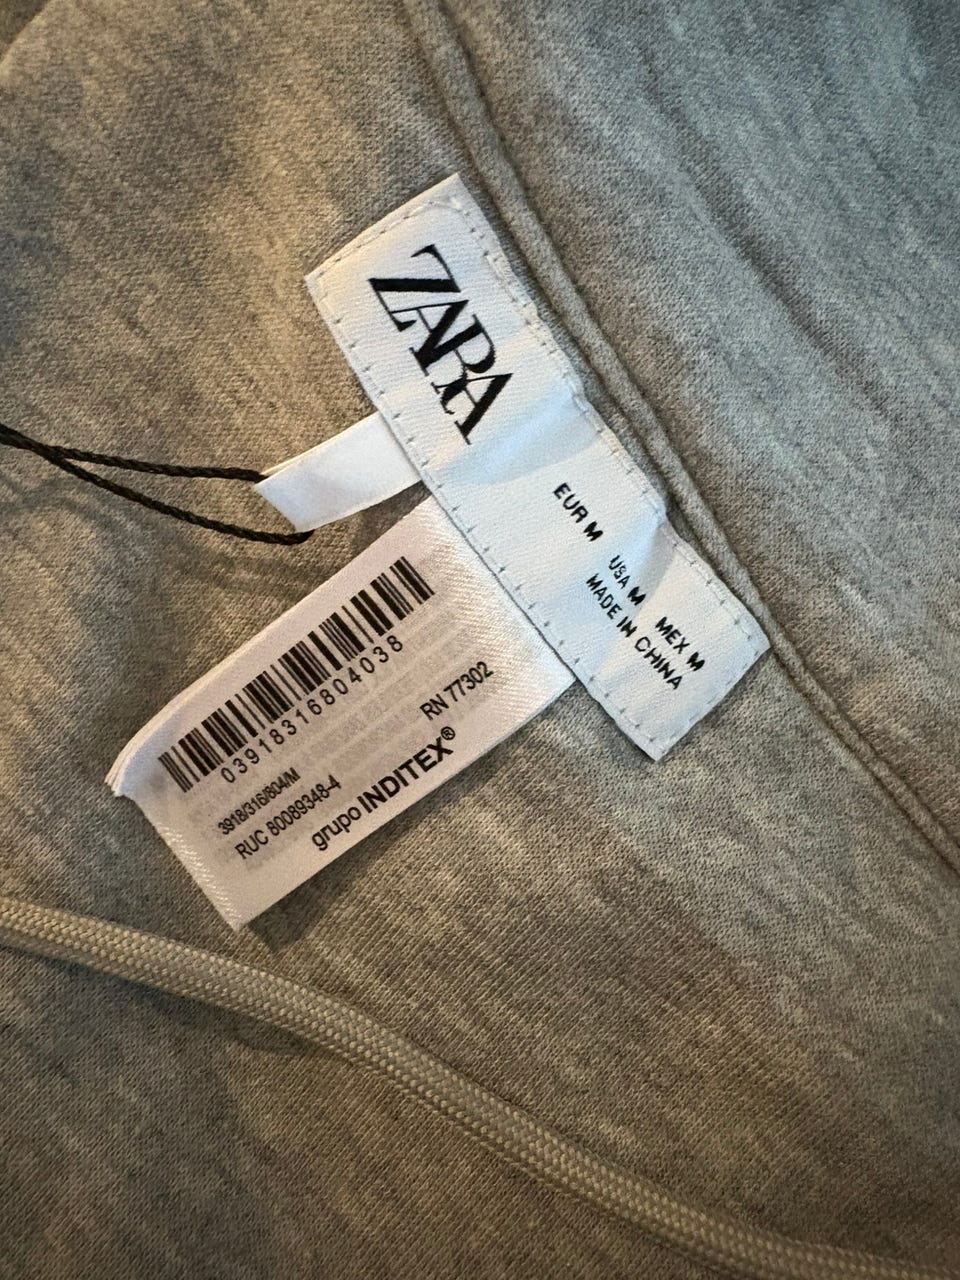 ZARA
EUR M USA M MEX M
MADE IN CHINA
03918316804038
3918/316/804/M RN 77302
RUC 80089348-4
grupo INDITEX®